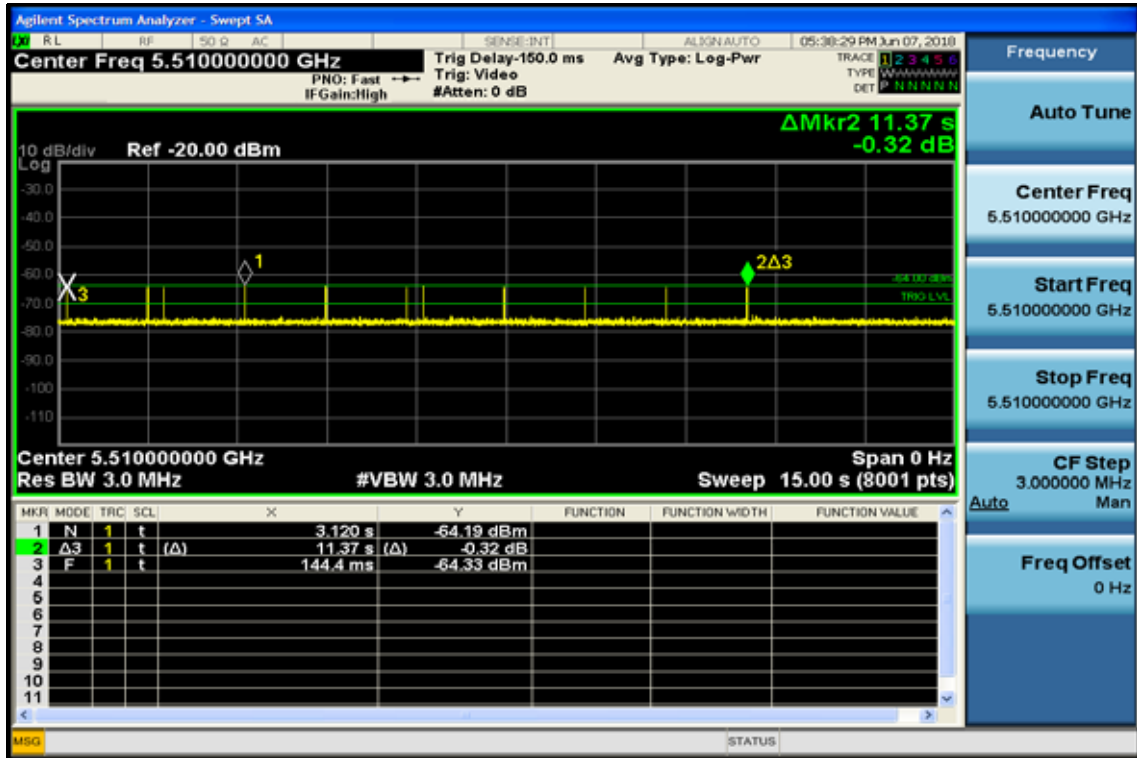 Agilent Spectrum Analyzer - Swept SA
RL RF 50 Ω AC SENSE:INT ALIGNAUTO 05:38:29 PM Jun 07, 2018
Center Freq 5.510000000 GHz Trig Delay-150.0 ms Avg Type: Log-Pwr TRACE 1 2 3 4 5 6
PNO: Fast Trig: Video TYPE
IFGain:High #Atten: 0 dB DET P N N N N N
ΔMkr2 11.37 s
-0.32 dB
10 dB/div Ref -20.00 dBm
Log
-30.0
-40.0
-50.0
1
2Δ3
-60.0
-64.00 dBm
3
TRIG LVL
-70.0
-80.0
-90.0
-100
-110
Center 5.510000000 GHz Span 0 Hz
Res BW 3.0 MHz #VBW 3.0 MHz Sweep 15.00 s (8001 pts)
MKR MODE TRC SCL X Y FUNCTION FUNCTION WIDTH FUNCTION VALUE
1 N 1 t 3.120 s -64.19 dBm
2 Δ3 1 t (Δ) 11.37 s (Δ) -0.32 dB
3 F 1 t 144.4 ms -64.33 dBm
4
5
6
7
8
9
10
11
MSG STATUS
Frequency
Auto Tune
Center Freq
5.510000000 GHz
Start Freq
5.510000000 GHz
Stop Freq
5.510000000 GHz
CF Step
3.000000 MHz
Auto Man
Freq Offset
0 Hz